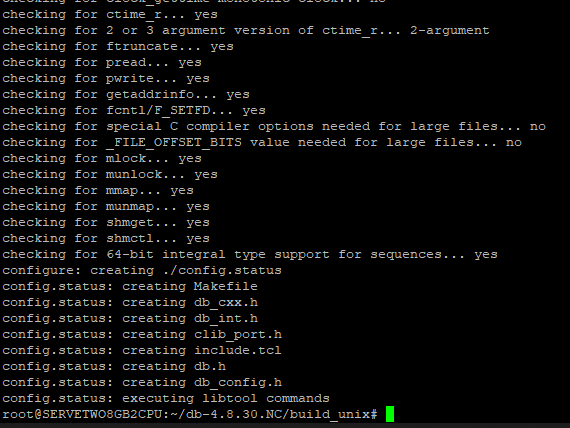 checking for clock_gettime monotonic clock... no
checking for ctime_r... yes
checking for 2 or 3 argument version of ctime_r... 2-argument
checking for ftruncate... yes
checking for pread... yes
checking for pwrite... yes
checking for getaddrinfo... yes
checking for fcntl/F_SETFD... yes
checking for special C compiler options needed for large files... no
checking for _FILE_OFFSET_BITS value needed for large files... no
checking for mlock... yes
checking for munlock... yes
checking for mmap... yes
checking for munmap... yes
checking for shmget... yes
checking for shmctl... yes
checking for 64-bit integral type support for sequences... yes
configure: creating ./config.status
config.status: creating Makefile
config.status: creating db_cxx.h
config.status: creating db_int.h
config.status: creating clib_port.h
config.status: creating include.tcl
config.status: creating db.h
config.status: creating db_config.h
config.status: executing libtool commands
root@SERVETWO8GB2CPU:~/db-4.8.30.NC/build_unix#